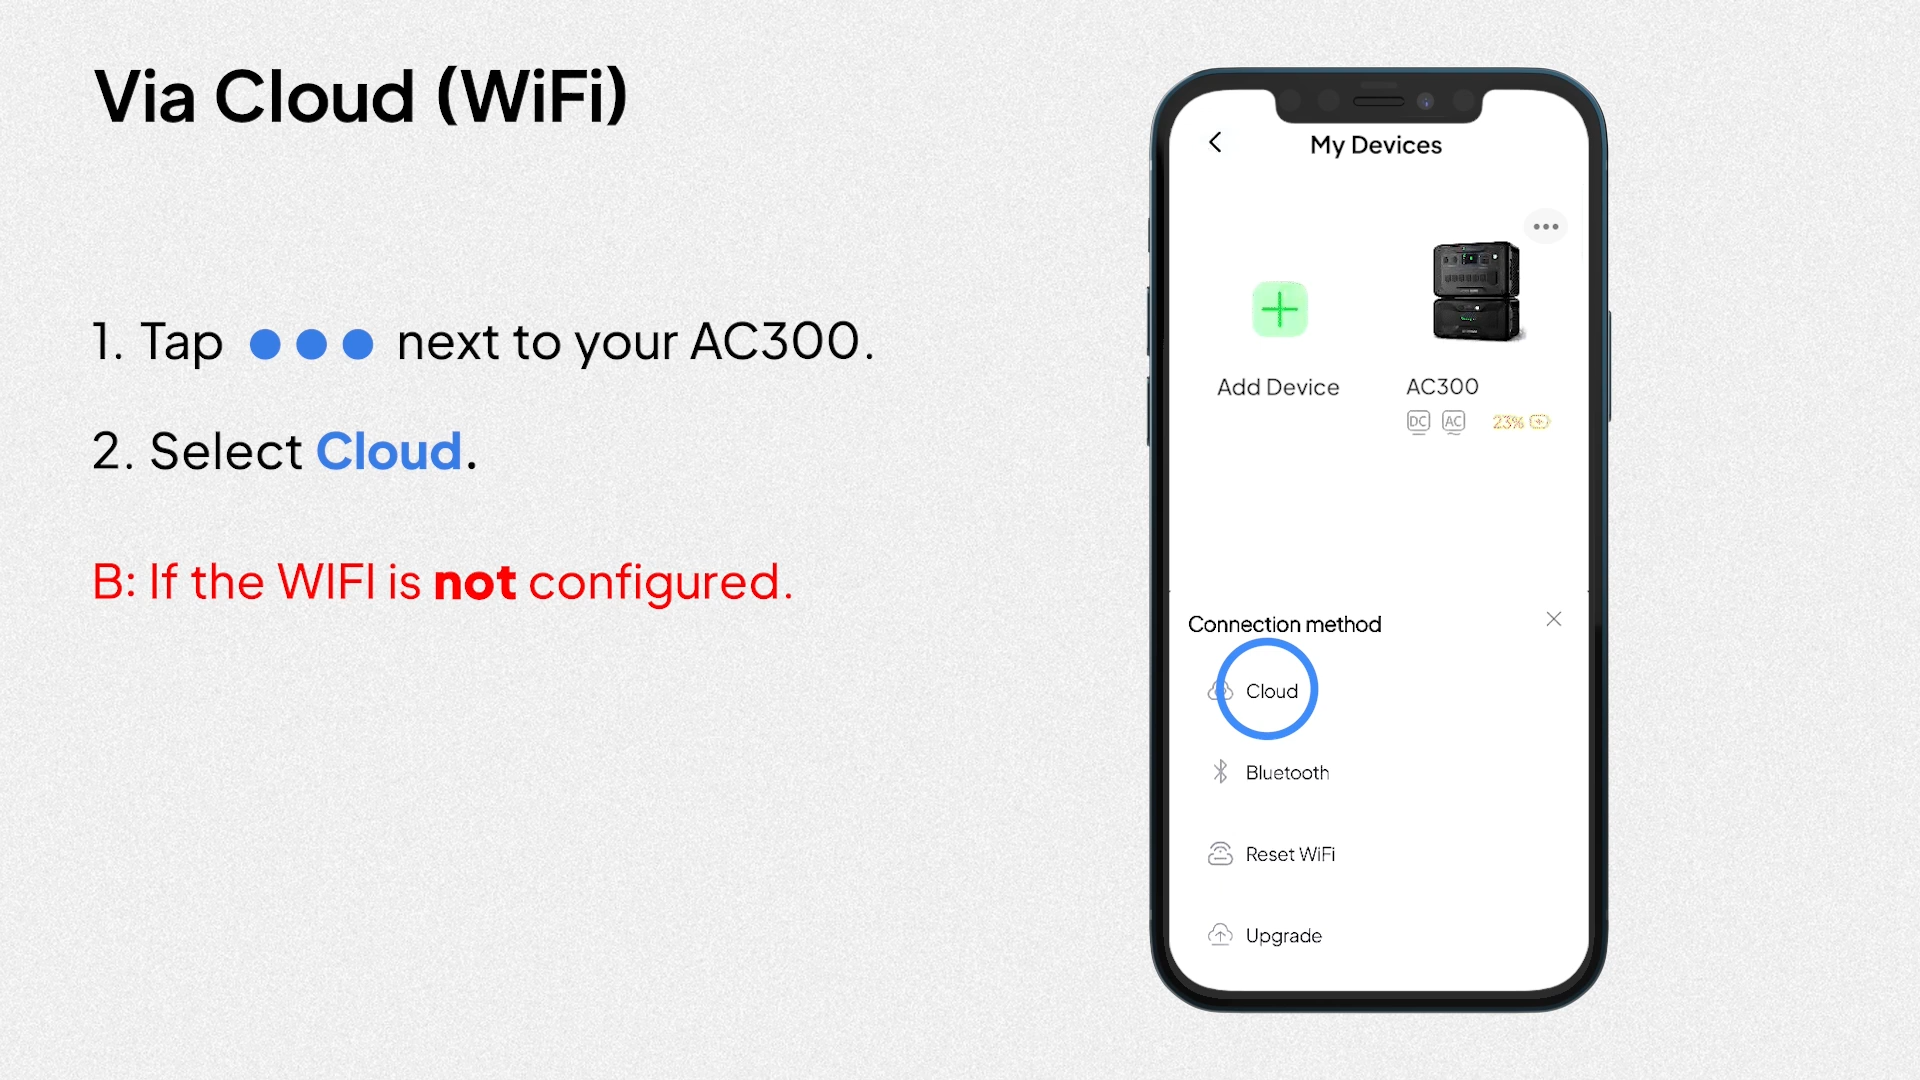 Via Cloud (WiFi)
1. Tap ●●● next to your AC300.
2. Select Cloud.
B: If the WIFI is not configured.
My Devices
Add Device
AC300
DC AC 23%
Connection method
Cloud
Bluetooth
Reset WiFi
Upgrade